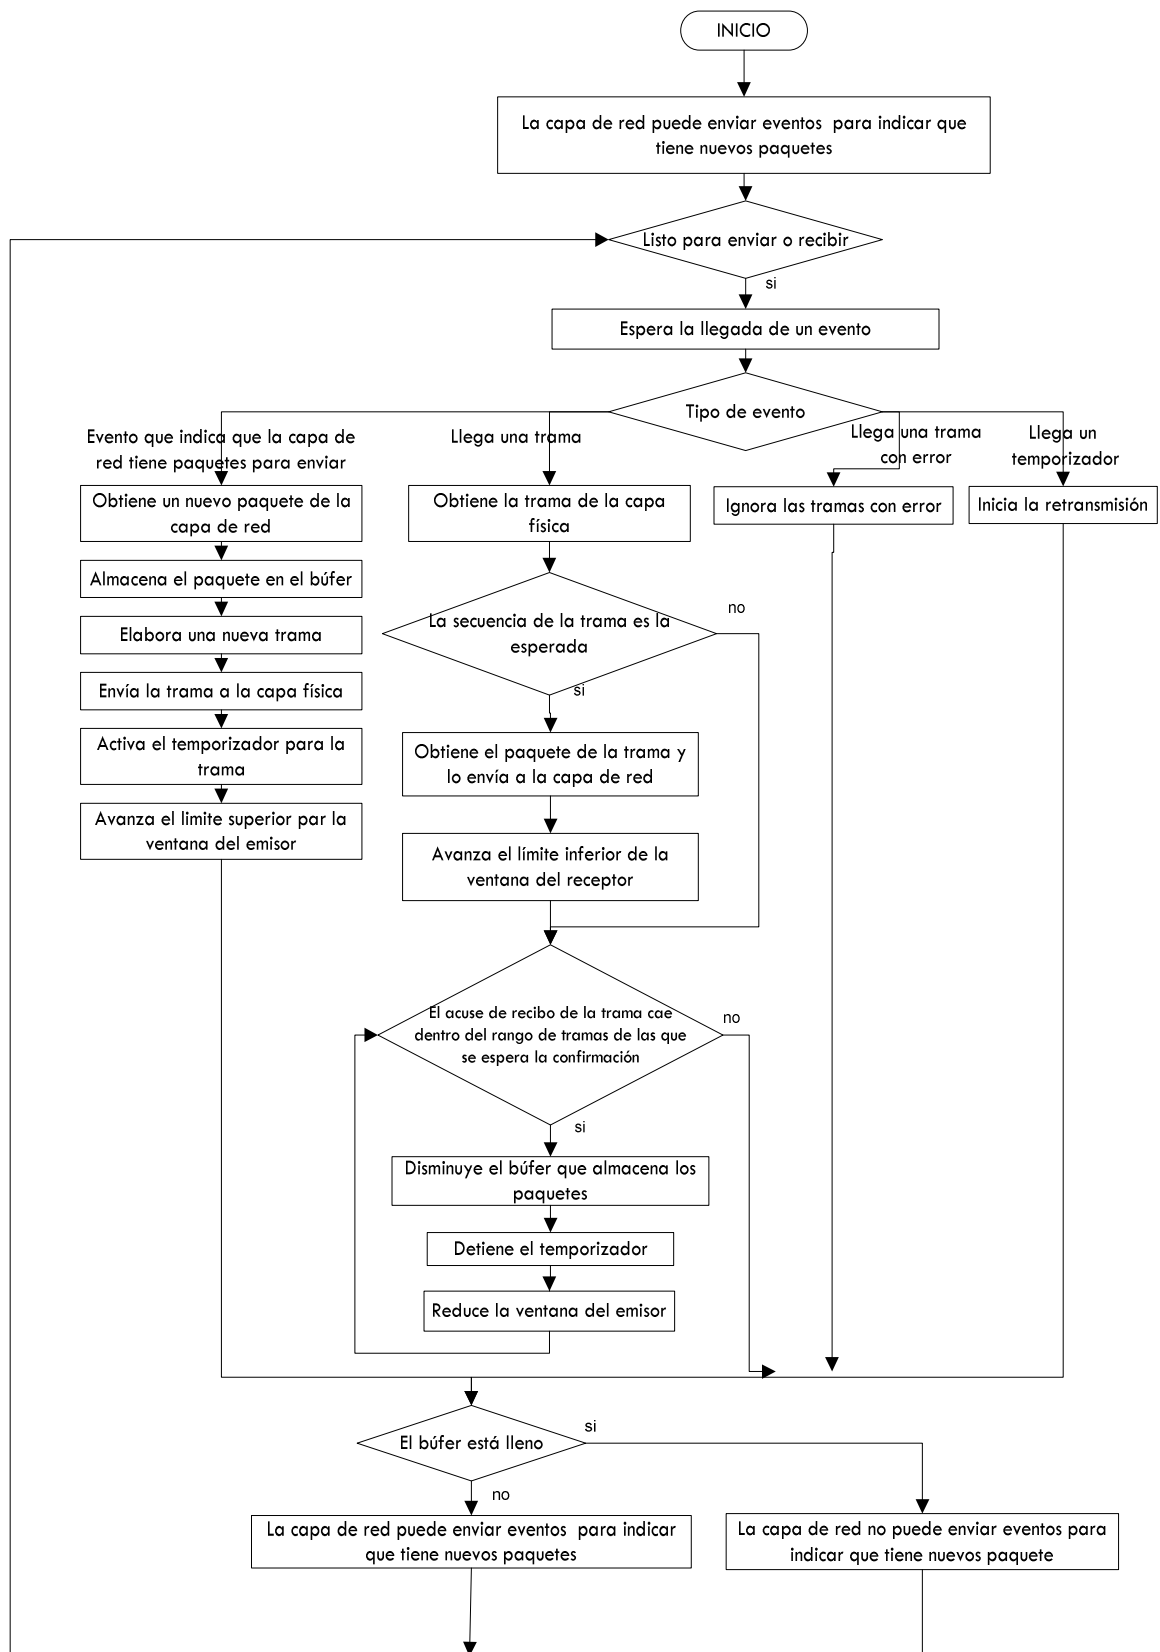 INICIO
La capa de red puede enviar eventos para indicar que
tiene nuevos paquetes
Listo para enviar o recibir
si
Espera la llegada de un evento
Tipo de evento
Evento que indica que la capa de
red tiene paquetes para enviar
Llega una trama
Llega una trama
con error
Llega un
temporizador
Obtiene un nuevo paquete de la
capa de red
Obtiene la trama de la capa
física
Ignora las tramas con error
Inicia la retransmisión
Almacena el paquete en el búfer
Elabora una nueva trama
Envía la trama a la capa física
Activa el temporizador para la
trama
Avanza el limite superior par la
ventana del emisor
La secuencia de la trama es la
esperada
no
si
Obtiene el paquete de la trama y
lo envía a la capa de red
Avanza el límite inferior de la
ventana del receptor
El acuse de recibo de la trama cae
dentro del rango de tramas de las que
se espera la confirmación
no
si
Disminuye el búfer que almacena los
paquetes
Detiene el temporizador
Reduce la ventana del emisor
El búfer está lleno
si
no
La capa de red puede enviar eventos para indicar
que tiene nuevos paquetes
La capa de red no puede enviar eventos para
indicar que tiene nuevos paquete